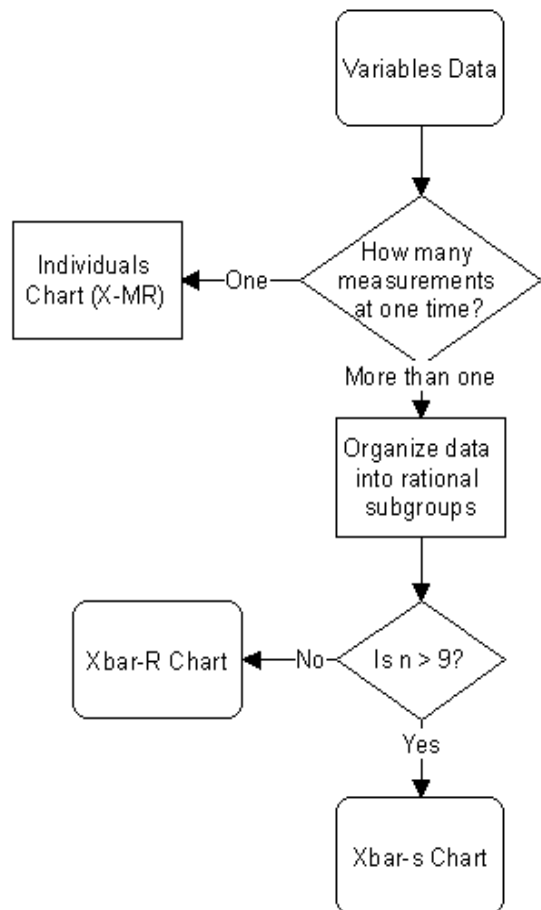 Variables Data
How many
measurements
at one time?
One
Individuals
Chart (X-MR)
More than one
Organize data
into rational
subgroups
Is n > 9?
No
Xbar-R Chart
Yes
Xbar-s Chart